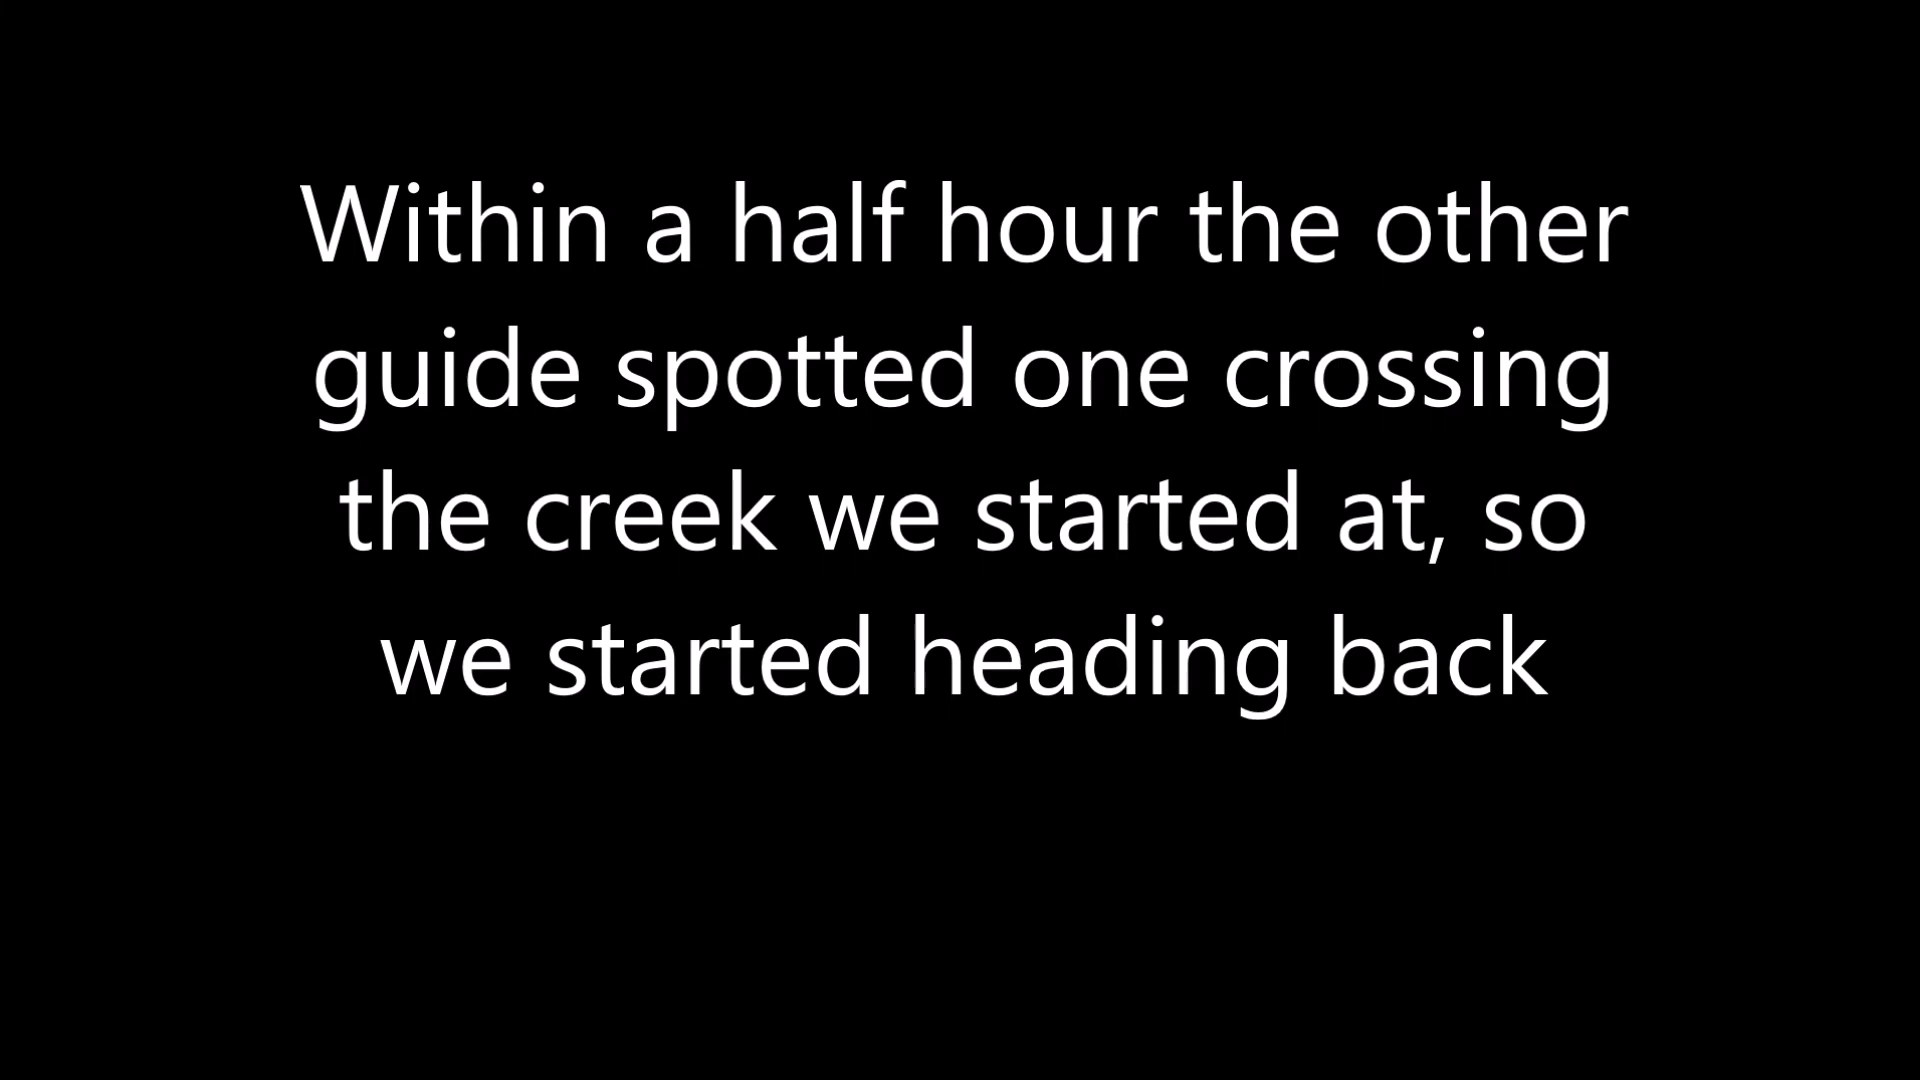 Within a half hour the other
guide spotted one crossing
the creek we started at, so
we started heading back